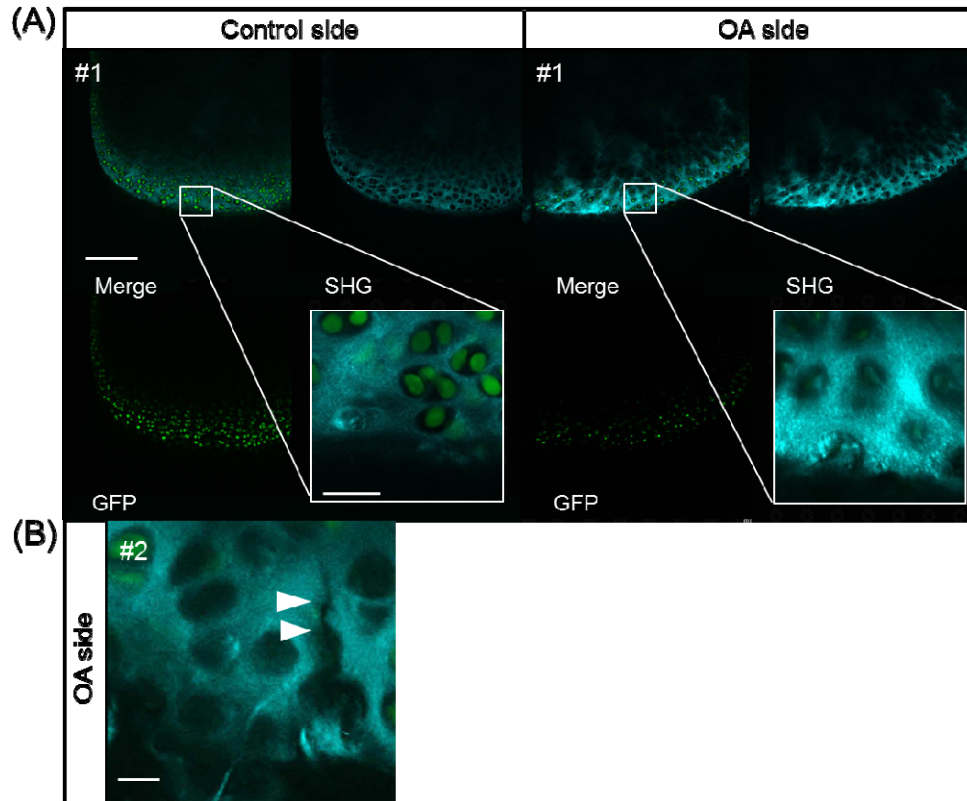 (A)
Control side
OA side
#1
#1
Merge
SHG
Merge
SHG
GFP
GFP
(B)
OA side
#2